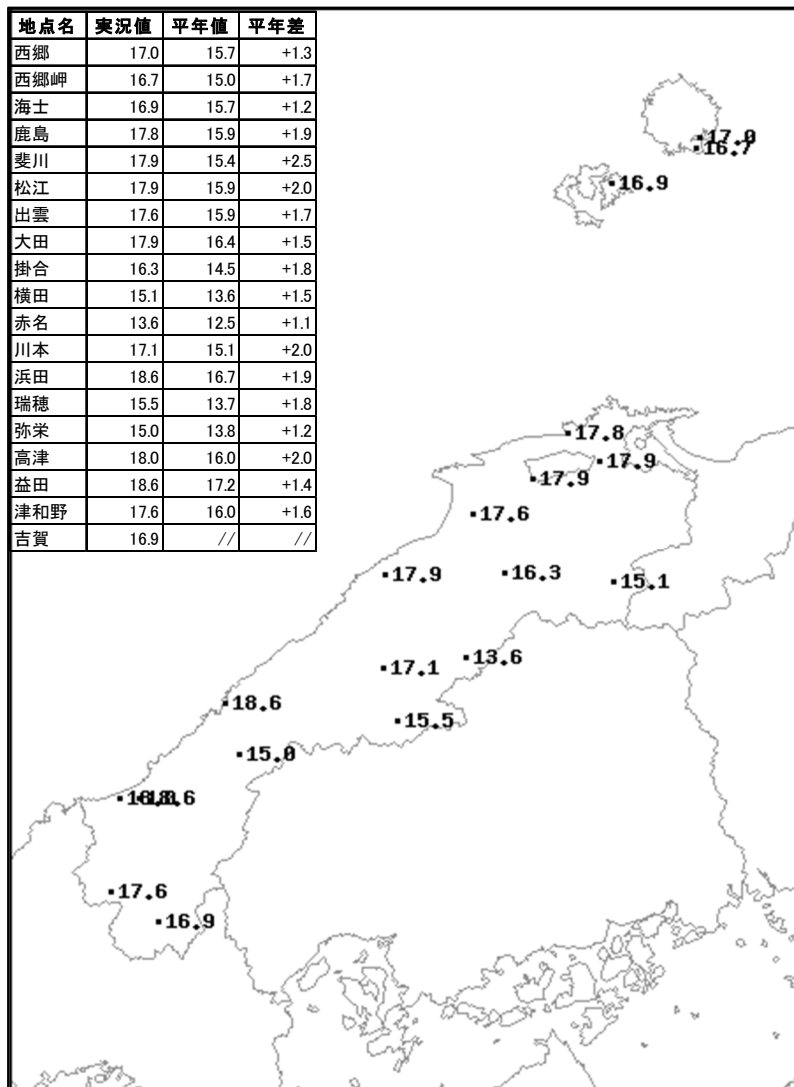 地点名 実況値 平年値 平年差
西郷 17.0 15.7 +1.3
西郷岬 16.7 15.0 +1.7
海士 16.9 15.7 +1.2
鹿島 17.8 15.9 +1.9
斐川 17.9 15.4 +2.5
松江 17.9 15.9 +2.0
出雲 17.6 15.9 +1.7
大田 17.9 16.4 +1.5
掛合 16.3 14.5 +1.8
横田 15.1 13.6 +1.5
赤名 13.6 12.5 +1.1
川本 17.1 15.1 +2.0
浜田 18.6 16.7 +1.9
瑞穂 15.5 13.7 +1.8
弥栄 15.0 13.8 +1.2
高津 18.0 16.0 +2.0
益田 18.6 17.2 +1.4
津和野 17.6 16.0 +1.6
吉賀 16.9 // //
17.0
16.7
16.9
17.8
17.9
17.9
17.6
17.9
16.3
15.1
13.6
17.1
18.6
15.5
15.0
18.6
17.6
16.9